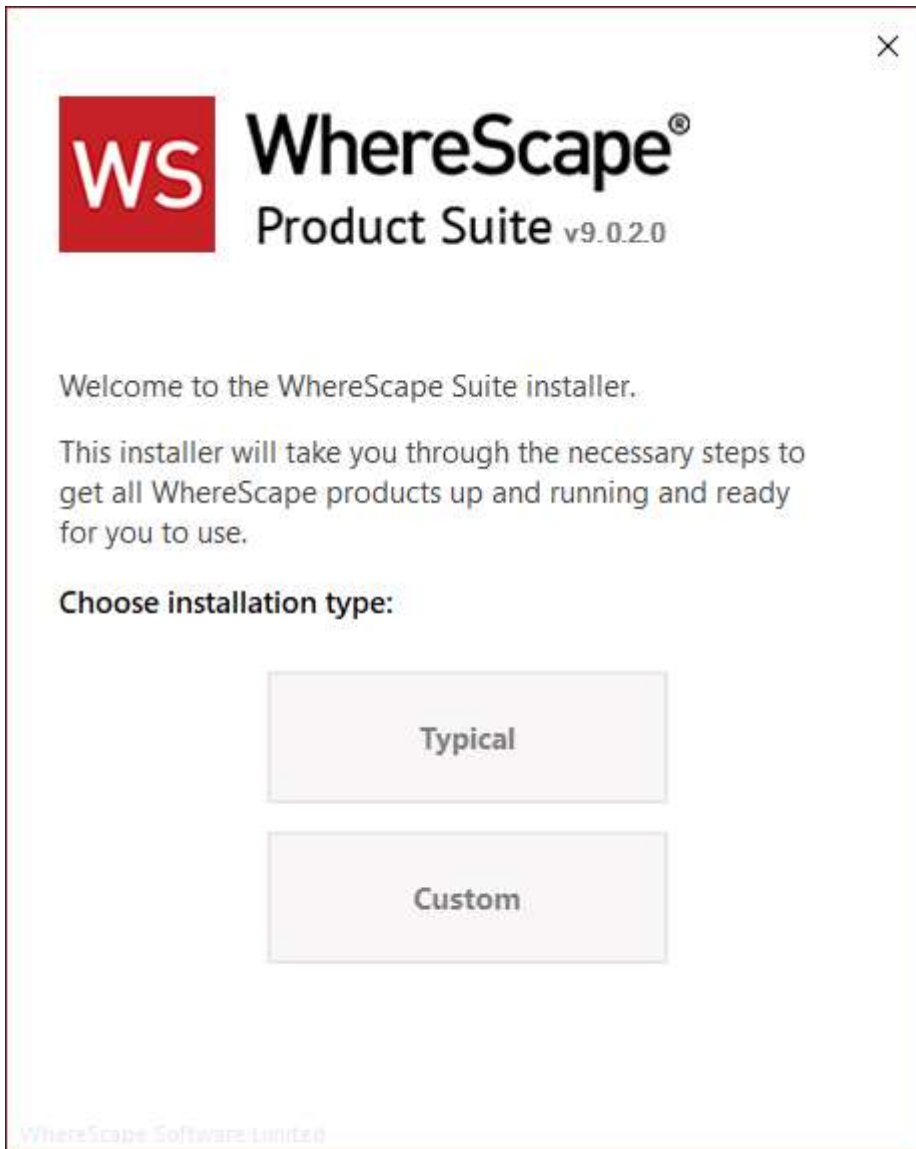 WS
WhereScape®
Product Suite v9.0.2.0
Welcome to the WhereScape Suite installer.
This installer will take you through the necessary steps to
get all WhereScape products up and running and ready
for you to use.
Choose installation type:
Typical
Custom
WhereScape Software Limited